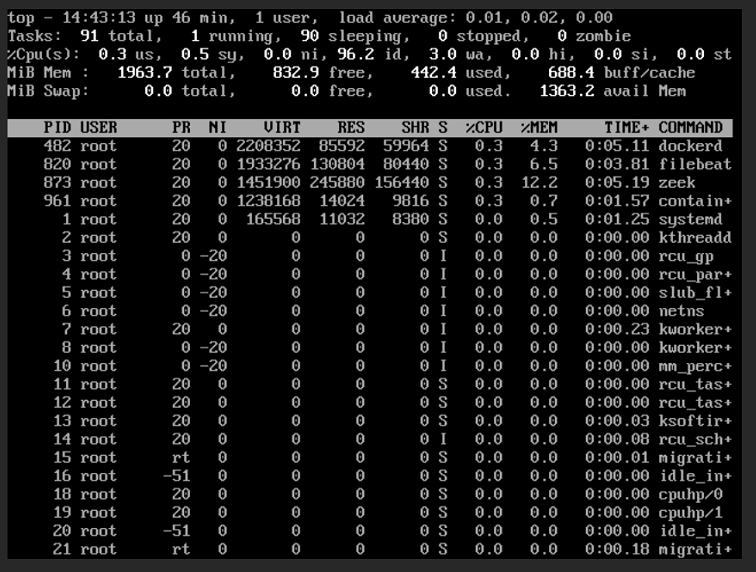 top - 14:43:13 up 46 min,  1 user,  load average: 0.01, 0.02, 0.00
Tasks:  91 total,   1 running,  90 sleeping,   0 stopped,   0 zombie
%Cpu(s):  0.3 us,  0.5 sy,  0.0 ni, 96.2 id,  3.0 wa,  0.0 hi,  0.0 si,  0.0 st
MiB Mem :   1963.7 total,    832.9 free,    442.4 used,    688.4 buff/cache
MiB Swap:      0.0 total,      0.0 free,      0.0 used.   1363.2 avail Mem
PID USER      PR  NI    VIRT    RES    SHR S  %CPU  %MEM     TIME+ COMMAND
482 root      20   0 2208352  85592  59964 S   0.3   4.3   0:05.11 dockerd
820 root      20   0 1933276 130804  80440 S   0.3   6.5   0:03.81 filebeat
873 root      20   0 1451900 245880 156440 S   0.3  12.2   0:05.19 zeek
961 root      20   0 1238168  14024   9816 S   0.3   0.7   0:01.57 contain+
1 root      20   0  165568  11032   8380 S   0.0   0.5   0:01.25 systemd
2 root      20   0       0      0      0 S   0.0   0.0   0:00.00 kthreadd
3 root       0 -20       0      0      0 I   0.0   0.0   0:00.00 rcu_gp
4 root       0 -20       0      0      0 I   0.0   0.0   0:00.00 rcu_par+
5 root       0 -20       0      0      0 I   0.0   0.0   0:00.00 slub_fl+
6 root       0 -20       0      0      0 I   0.0   0.0   0:00.00 netns
7 root      20   0       0      0      0 I   0.0   0.0   0:00.23 kworker+
8 root       0 -20       0      0      0 I   0.0   0.0   0:00.00 kworker+
10 root       0 -20       0      0      0 I   0.0   0.0   0:00.00 mm_perc+
11 root      20   0       0      0      0 S   0.0   0.0   0:00.00 rcu_tas+
12 root      20   0       0      0      0 S   0.0   0.0   0:00.00 rcu_tas+
13 root      20   0       0      0      0 S   0.0   0.0   0:00.03 ksoftir+
14 root      20   0       0      0      0 I   0.0   0.0   0:00.08 rcu_sch+
15 root      rt   0       0      0      0 S   0.0   0.0   0:00.01 migrati+
16 root     -51   0       0      0      0 S   0.0   0.0   0:00.00 idle_in+
18 root      20   0       0      0      0 S   0.0   0.0   0:00.00 cpuhp/0
19 root      20   0       0      0      0 S   0.0   0.0   0:00.00 cpuhp/1
20 root     -51   0       0      0      0 S   0.0   0.0   0:00.00 idle_in+
21 root      rt   0       0      0      0 S   0.0   0.0   0:00.18 migrati+